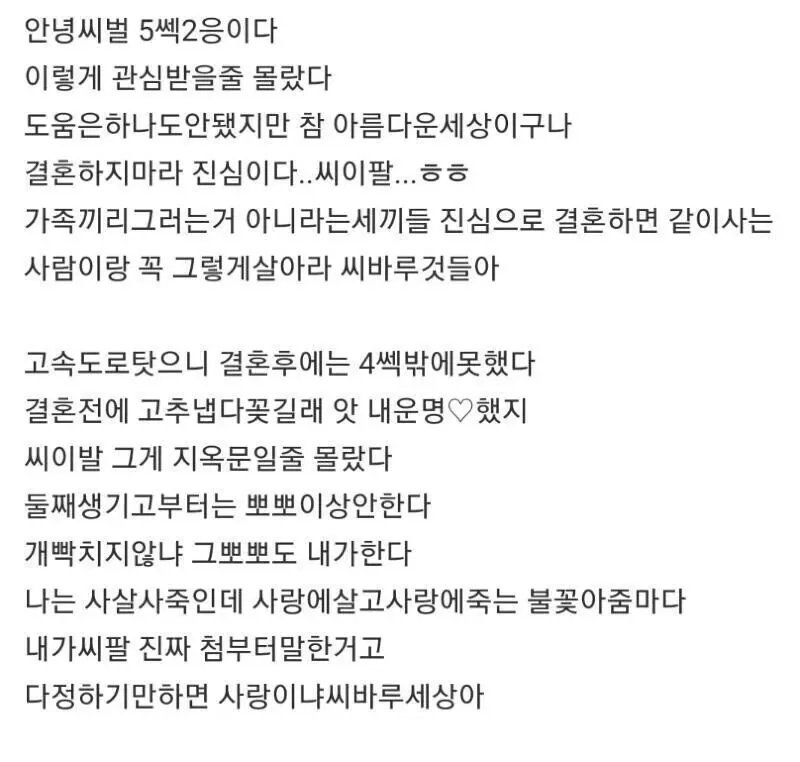 안녕씨벌 5쎅2응이다
이렇게 관심받을줄 몰랐다
도움은하나도안됐지만 참 아름다운세상이구나
결혼하지마라 진심이다..씨이팔...ㅎㅎ
가족끼리그러는거 아니라는세끼들 진심으로 결혼하면 같이사는
사람이랑 꼭 그렇게살아라 씨바루것들아
고속도로탓으니 결혼후에는 4쎅밖에못했다
결혼전에 고추냅다꽂길래 앗 내운명♡했지
씨이발 그게 지옥문일줄 몰랐다
둘째생기고부터는 뽀뽀이상안한다
개빡치지않냐 그뽀뽀도 내가한다
나는 사살사죽인데 사랑에살고사랑에죽는 불꽃아줌마다
내가씨팔 진짜 첨부터말한거고
다정하기만하면 사랑이냐씨바루세상아